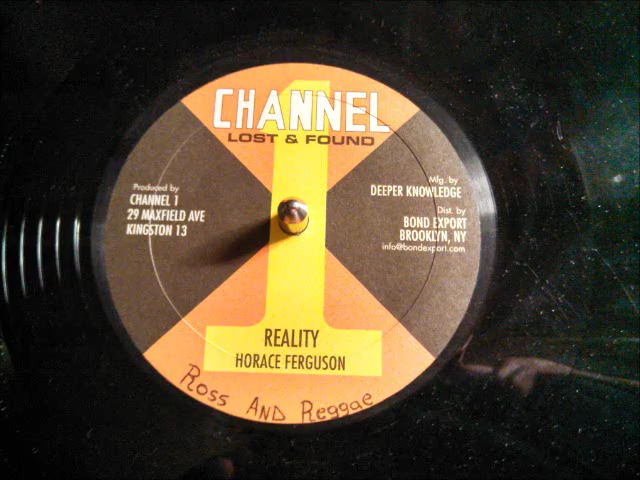 CHANNEL
1
LOST & FOUND
Produced by
CHANNEL 1
29 MAXFIELD AVE
KINGSTON 13
Mfg. by
DEEPER KNOWLEDGE
Dist. by
BOND EXPORT
BROOKLYN, NY
info@bondexport.com
REALITY
HORACE FERGUSON
Ross AND Reggae